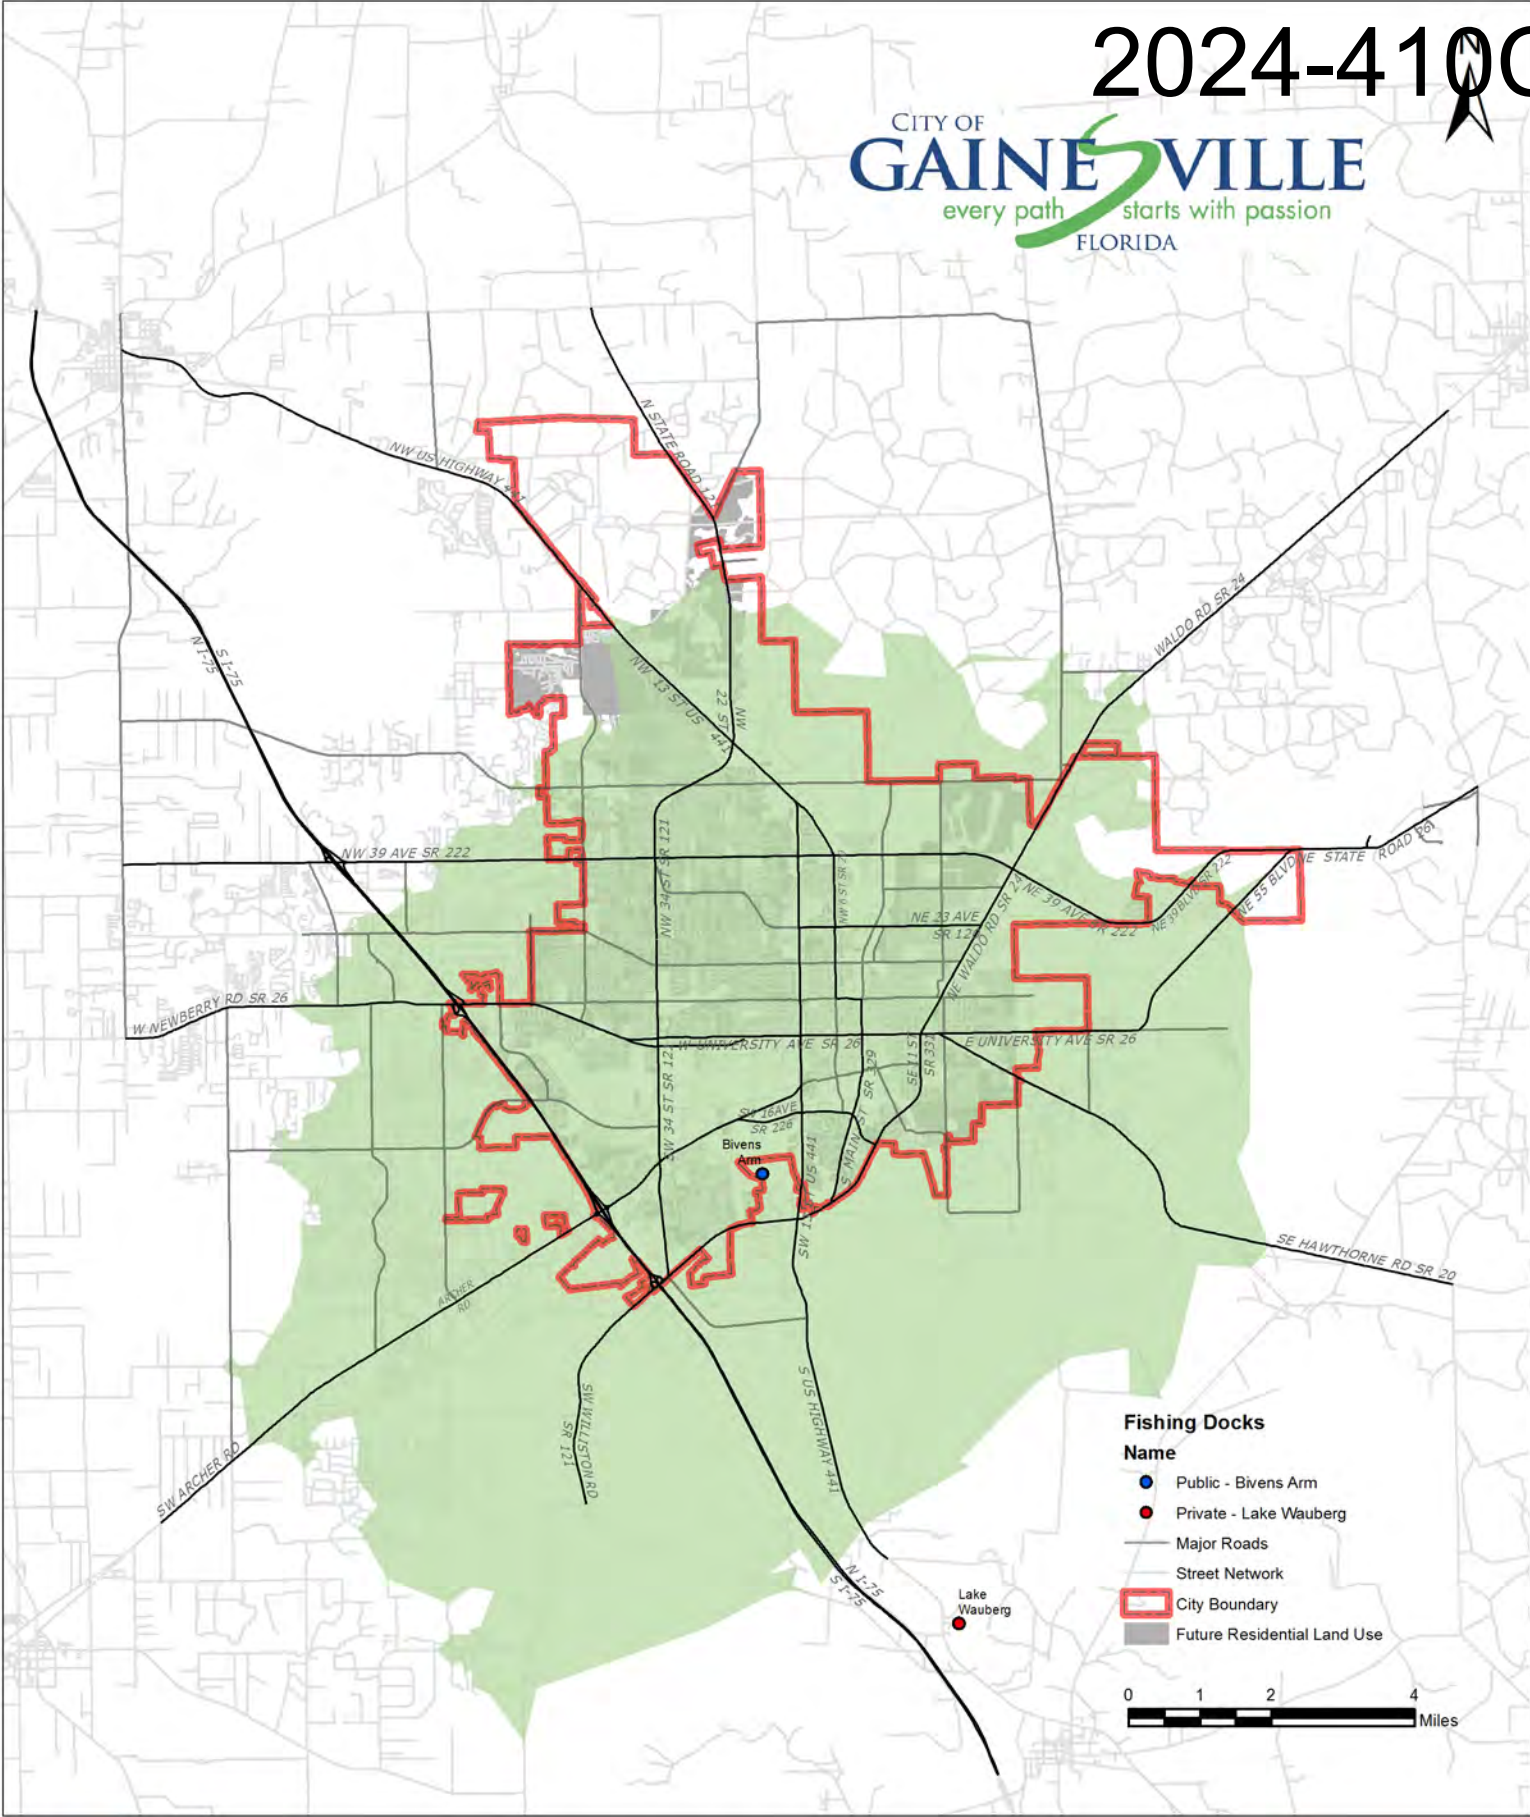 2024-410C
N
CITY OF
GAINESVILLE
every path starts with passion
FLORIDA
N STATE ROAD 121
NW US HIGHWAY 441
WALDO RD SR 24
N I-75
S I-75
NW 13 ST US 441
NW
22 ST
NW 39 AVE SR 222
NW 34 ST SR 121
NW 6 ST SR 20
NE 39 AVE SR 222
NE 39 BLVD SR 222
NE 55 BLVD
NE STATE ROAD 26
NE 23 AVE
SR 120
NE WALDO RD SR 24
W NEWBERRY RD SR 26
W UNIVERSITY AVE SR 26
E UNIVERSITY AVE SR 26
SE 11 ST
SR 331
S MAIN ST SR 329
SW 34 ST SR 121
SW 16 AVE
SR 226
Bivens
Arm
SW 13 ST US 441
SE HAWTHORNE RD SR 20
ARCHER
RD
SW ARCHER RD
SW WILLISTON RD
SR 121
S US HIGHWAY 441
N I-75
S I-75
Lake
Wauberg
Fishing Docks
Name
Public - Bivens Arm
Private - Lake Wauberg
Major Roads
Street Network
City Boundary
Future Residential Land Use
0 1 2 4
Miles